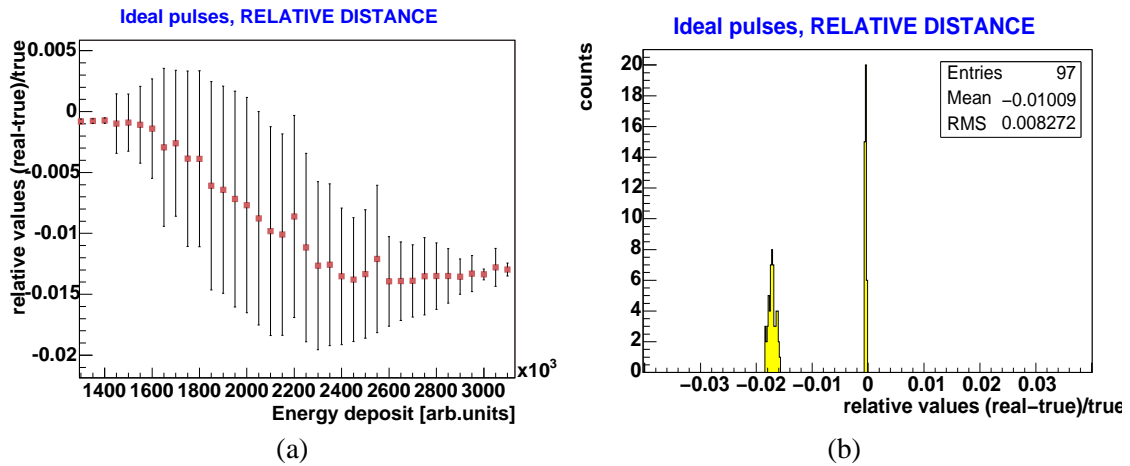 Ideal pulses, RELATIVE DISTANCE
relative values (real-true)/true
0.005
0
-0.005
-0.01
-0.015
-0.02
1400 1600 1800 2000 2200 2400 2600 2800 3000
×10³
Energy deposit [arb.units]
(a)
Ideal pulses, RELATIVE DISTANCE
counts
20
18
16
14
12
10
8
6
4
2
0
Entries 97
Mean −0.01009
RMS 0.008272
−0.03 −0.02 −0.01 0 0.01 0.02 0.03
relative values (real−true)/true
(b)